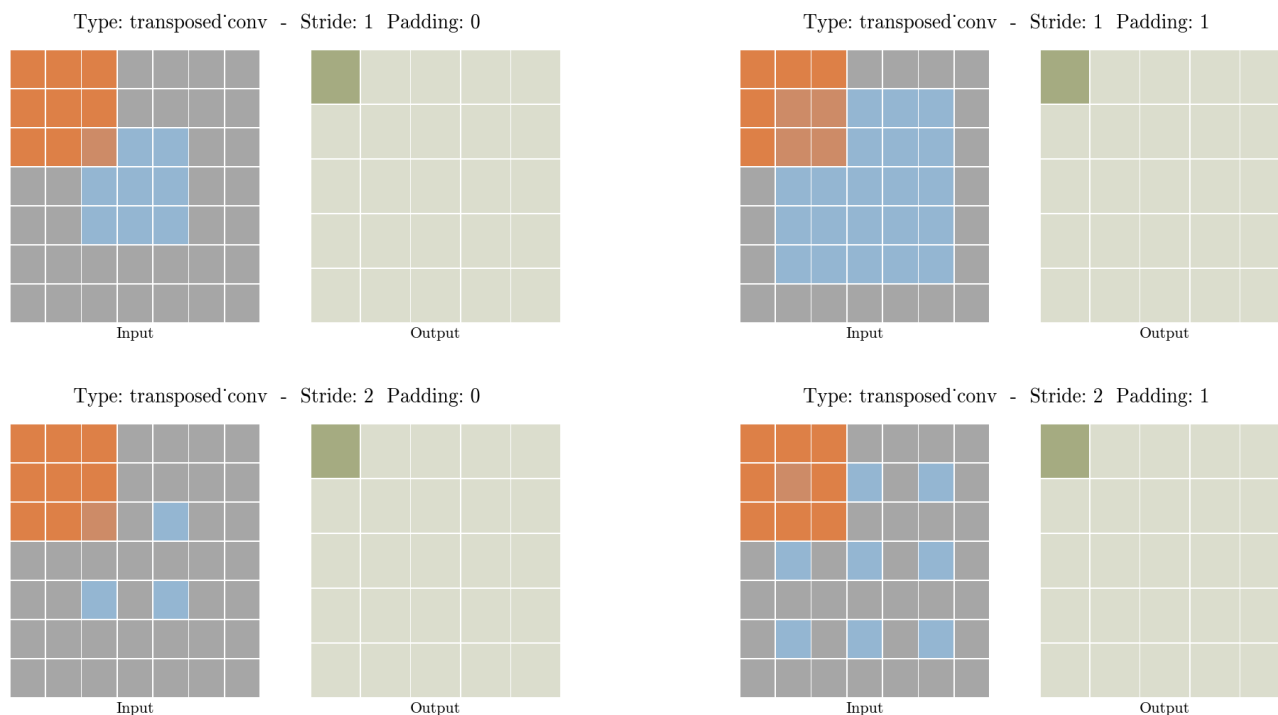 Type: transposed˙conv - Stride: 1 Padding: 0
Type: transposed˙conv - Stride: 1 Padding: 1
Input
Output
Input
Output
Type: transposed˙conv - Stride: 2 Padding: 0
Type: transposed˙conv - Stride: 2 Padding: 1
Input
Output
Input
Output